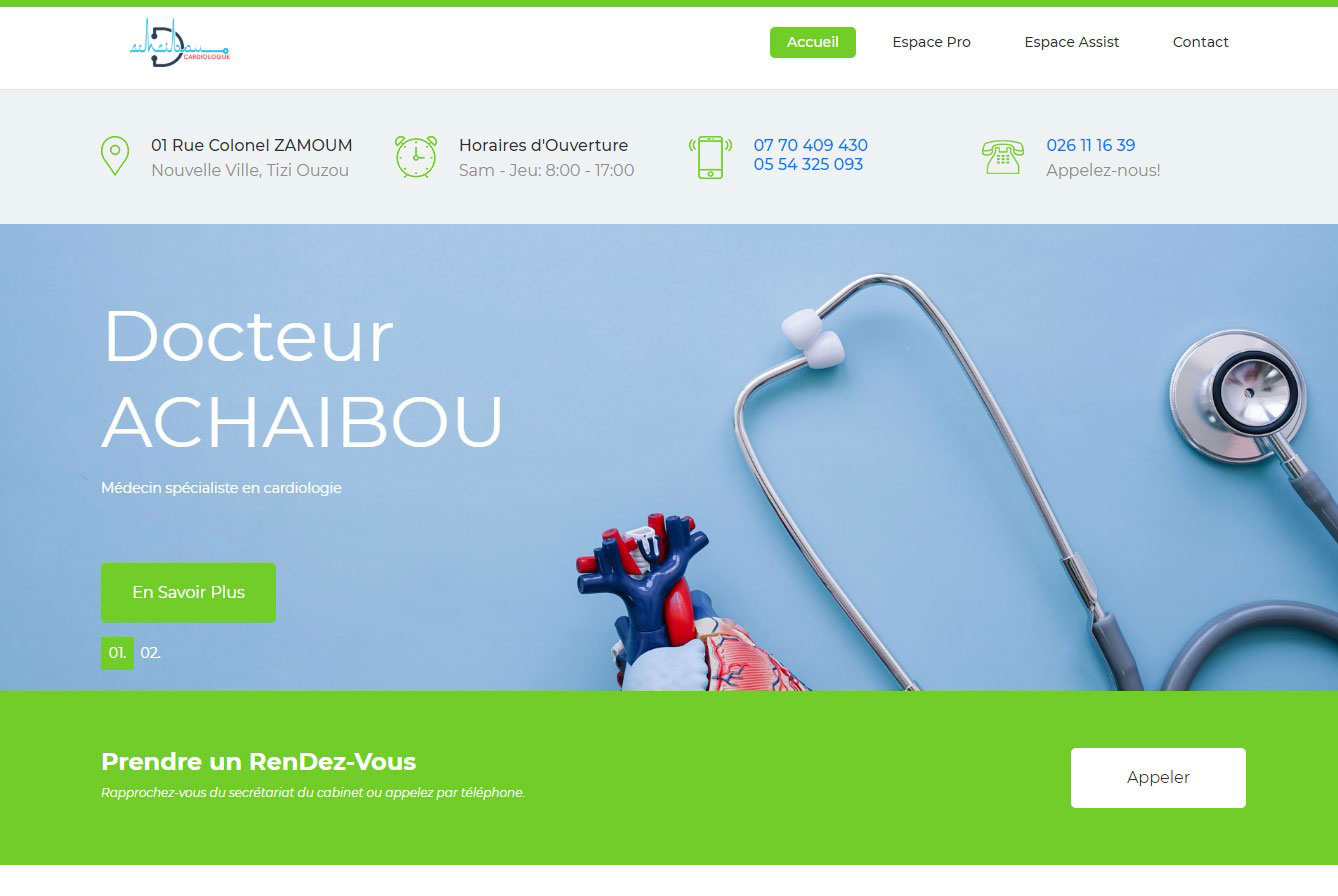 achaibou
CARDIOLOGUE
Accueil
Espace Pro
Espace Assist
Contact
01 Rue Colonel ZAMOUM
Nouvelle Ville, Tizi Ouzou
Horaires d'Ouverture
Sam - Jeu: 8:00 - 17:00
07 70 409 430
05 54 325 093
026 11 16 39
Appelez-nous!
Docteur
ACHAIBOU
Médecin spécialiste en cardiologie
En Savoir Plus
01. 02.
Prendre un RenDez-Vous
Rapprochez-vous du secrétariat du cabinet ou appelez par téléphone.
Appeler